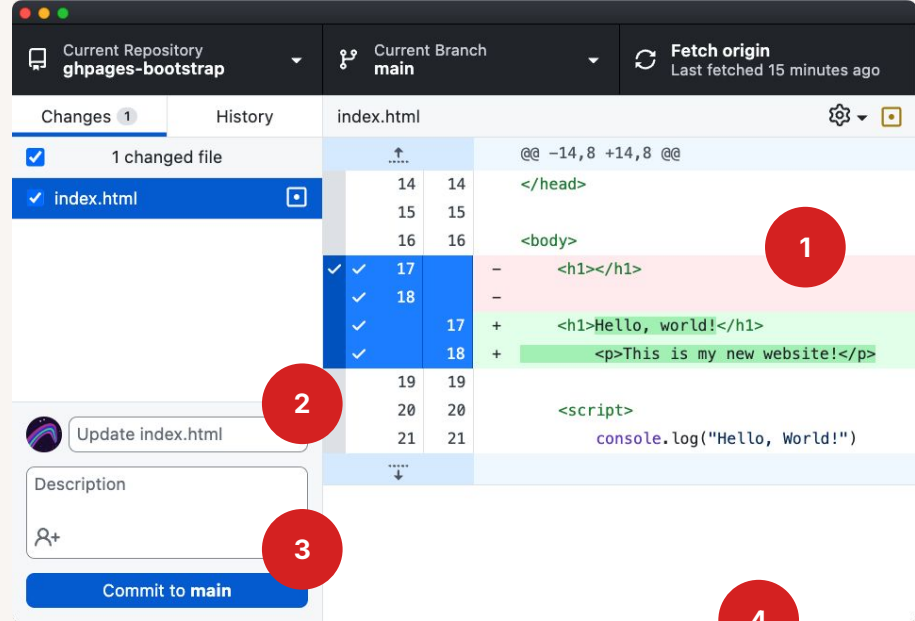 Current Repository
ghpages-bootstrap
Current Branch
main
Fetch origin
Last fetched 15 minutes ago
Changes 1
History
index.html
1 changed file
index.html
@@ -14,8 +14,8 @@
14 14 </head>
15 15
16 16 <body>
17 - <h1></h1>
18 -
17 + <h1>Hello, world!</h1>
18 + <p>This is my new website!</p>
19 19
20 20 <script>
21 21 console.log("Hello, World!")
1
2
Update index.html
Description
3
Commit to main
4